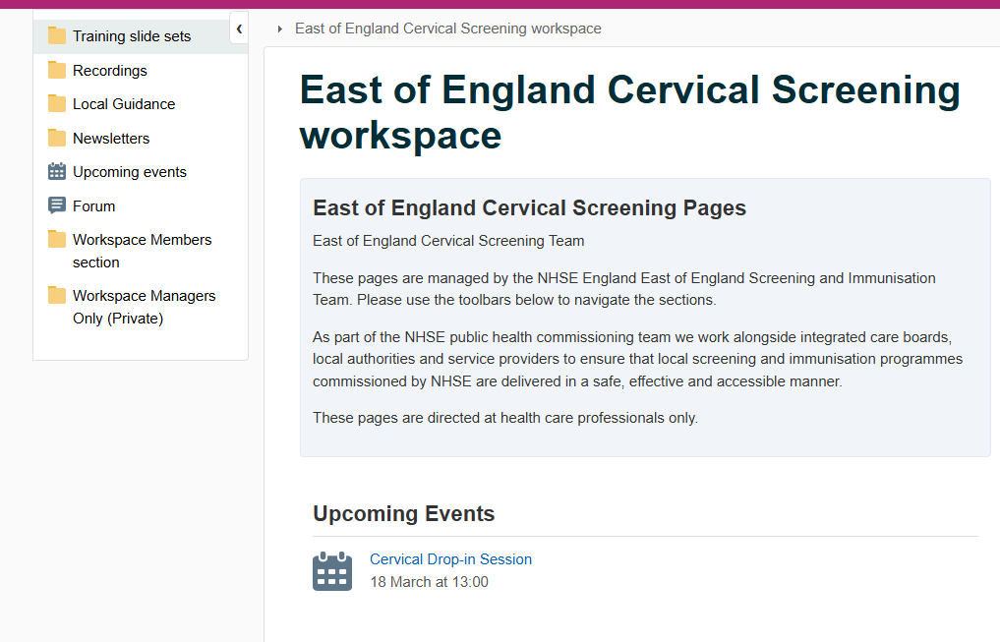 Training slide sets
Recordings
Local Guidance
Newsletters
Upcoming events
Forum
Workspace Members
section
Workspace Managers
Only (Private)
East of England Cervical Screening workspace
East of England Cervical Screening
workspace
East of England Cervical Screening Pages
East of England Cervical Screening Team
These pages are managed by the NHSE England East of England Screening and Immunisation
Team. Please use the toolbars below to navigate the sections.
As part of the NHSE public health commissioning team we work alongside integrated care boards,
local authorities and service providers to ensure that local screening and immunisation programmes
commissioned by NHSE are delivered in a safe, effective and accessible manner.
These pages are directed at health care professionals only.
Upcoming Events
Cervical Drop-in Session
18 March at 13:00